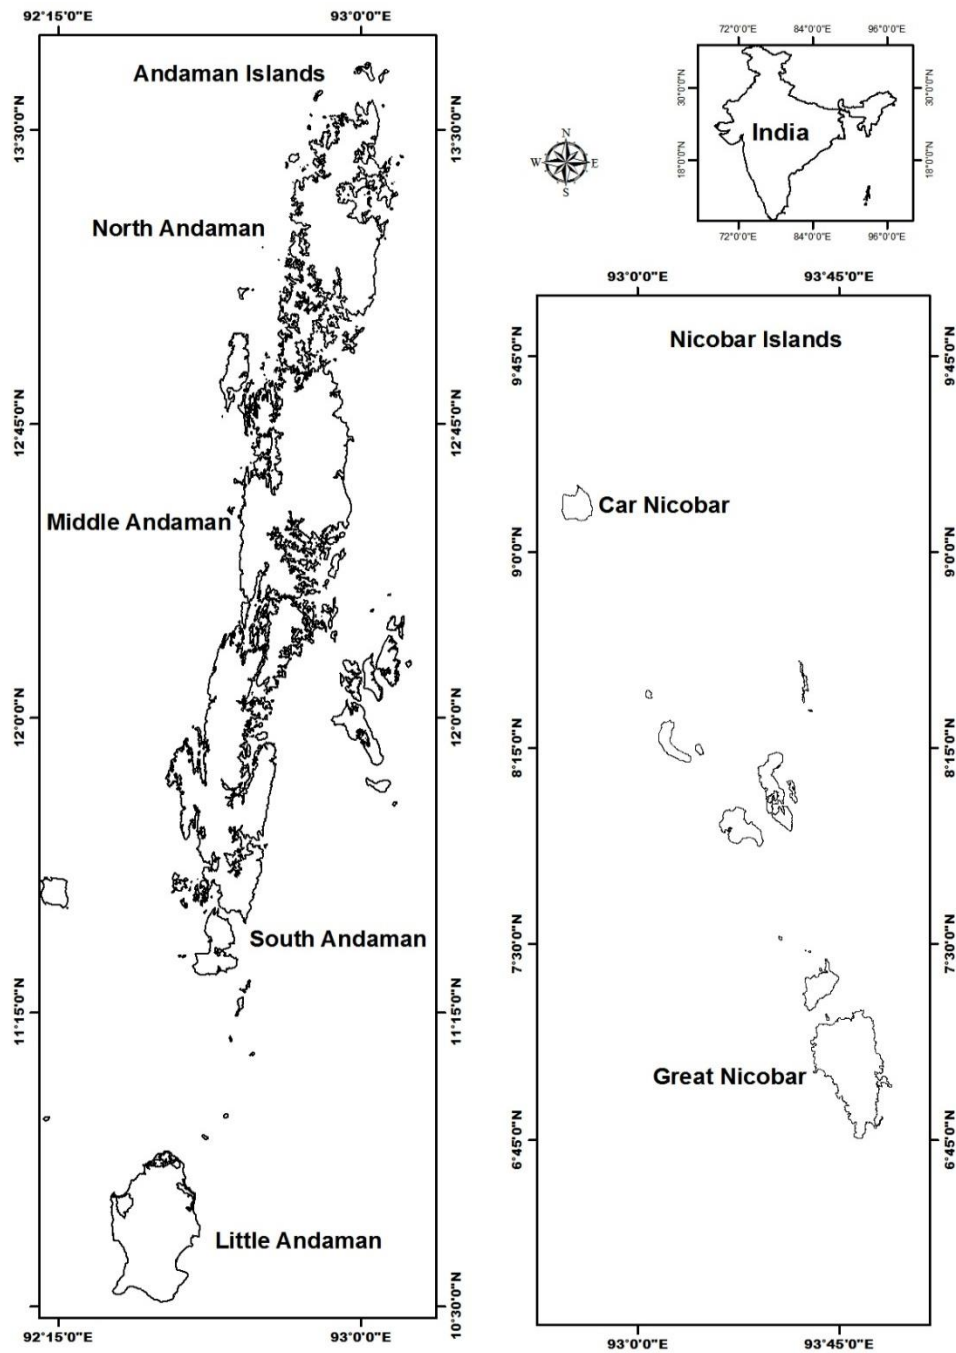 92°15'0"E 93°0'0"E
Andaman Islands
13°30'0"N 13°30'0"N
North Andaman
12°45'0"N 12°45'0"N
Middle Andaman
12°0'0"N 12°0'0"N
South Andaman
11°15'0"N 11°15'0"N
Little Andaman
10°30'0"N
92°15'0"E 93°0'0"E
N
W E
S
72°0'0"E 84°0'0"E 96°0'0"E
30°0'0"N 30°0'0"N
India
18°0'0"N 18°0'0"N
72°0'0"E 84°0'0"E 96°0'0"E
93°0'0"E 93°45'0"E
Nicobar Islands
9°45'0"N 9°45'0"N
Car Nicobar
9°0'0"N 9°0'0"N
8°15'0"N 8°15'0"N
7°30'0"N 7°30'0"N
Great Nicobar
6°45'0"N 6°45'0"N
93°0'0"E 93°45'0"E